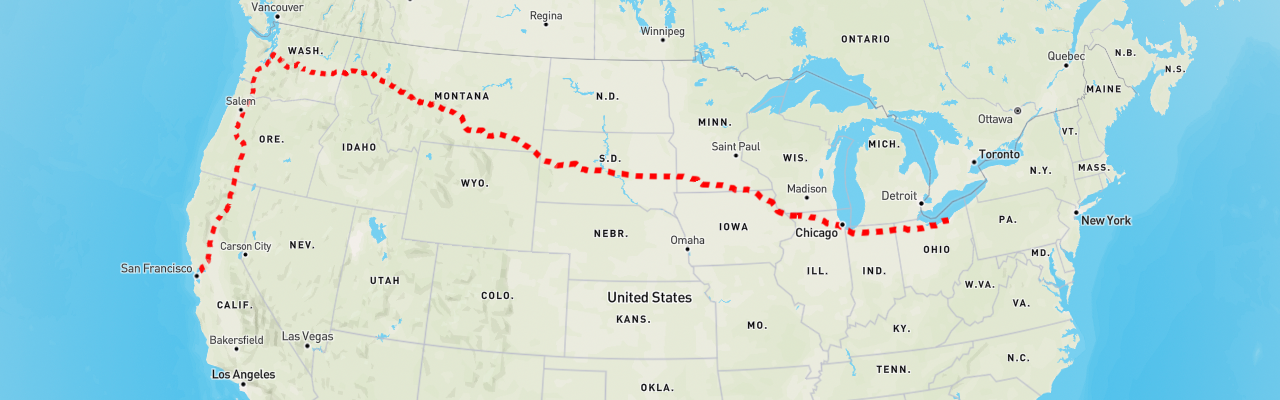 Vancouver
Regina
Winnipeg
ONTARIO
Quebec
N.B.
N.S.
WASH.
MAINE
Salem
MONTANA
N.D.
MINN.
Ottawa
ORE.
IDAHO
S.D.
Saint Paul
WIS.
MICH.
Toronto
VT.
MASS.
N.Y.
WYO.
Madison
Detroit
New York
PA.
Carson City
NEV.
NEBR.
Omaha
IOWA
Chicago
OHIO
MD.
San Francisco
UTAH
COLO.
ILL.
IND.
W.VA.
CALIF.
United States
KANS.
MO.
KY.
VA.
Bakersfield
Las Vegas
N.C.
TENN.
Los Angeles
OKLA.